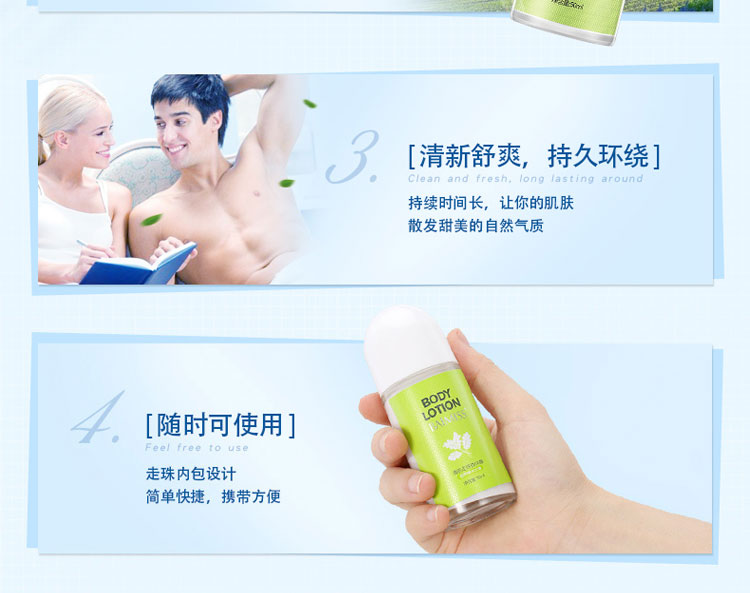 3.
[清新舒爽，持久环绕]
Clean and fresh, long lasting around
持续时间长，让你的肌肤
散发甜美的自然气质
4.
[随时可使用]
Feel free to use
走珠内包设计
简单快捷，携带方便
BODY
LOTION